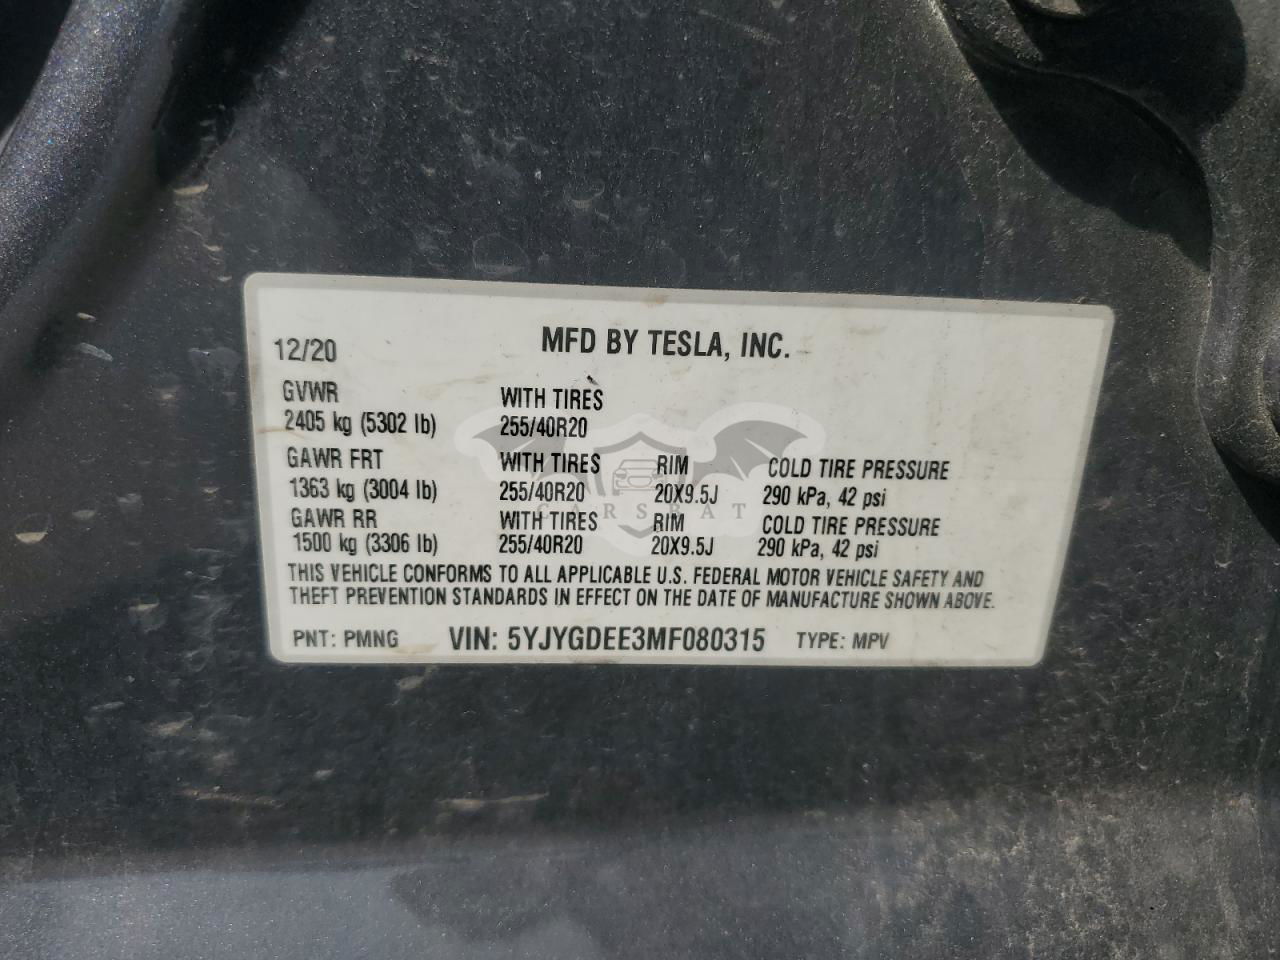 12/20 MFD BY TESLA, INC.
GVWR WITH TIRES
2405 kg (5302 lb) 255/40R20
GAWR FRT WITH TIRES RIM COLD TIRE PRESSURE
1363 kg (3004 lb) 255/40R20 20X9.5J 290 kPa, 42 psi
GAWR RR WITH TIRES RIM COLD TIRE PRESSURE
1500 kg (3306 lb) 255/40R20 20X9.5J 290 kPa, 42 psi
THIS VEHICLE CONFORMS TO ALL APPLICABLE U.S. FEDERAL MOTOR VEHICLE SAFETY AND
THEFT PREVENTION STANDARDS IN EFFECT ON THE DATE OF MANUFACTURE SHOWN ABOVE.
PNT: PMNG VIN: 5YJYGDEE3MF080315 TYPE: MPV
CARSBAT